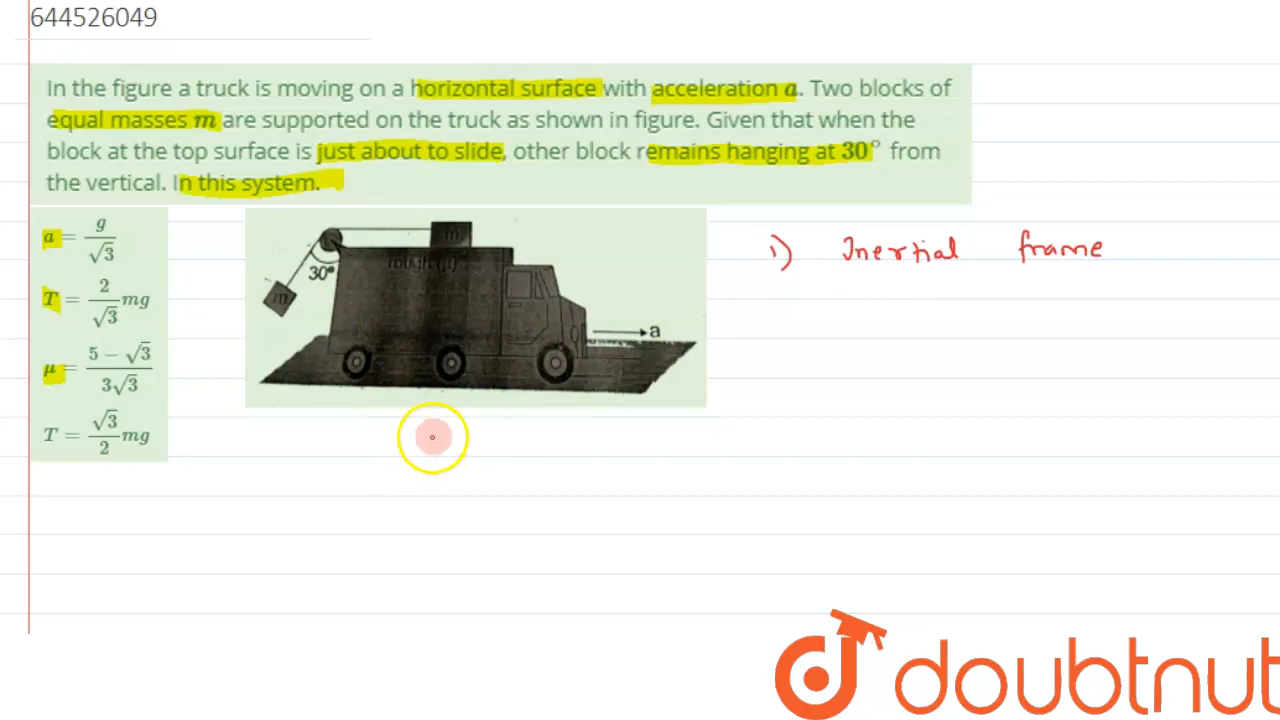 644526049
In the figure a truck is moving on a horizontal surface with acceleration a. Two blocks of
equal masses m are supported on the truck as shown in figure. Given that when the
block at the top surface is just about to slide, other block remains hanging at 30° from
the vertical. In this system.
a = g/√3
T = 2/√3 mg
μ = 5 − √3/3√3
T = √3/2 mg
m
rough(μ)
30°
m
a
1) Inertial frame
doubtnut